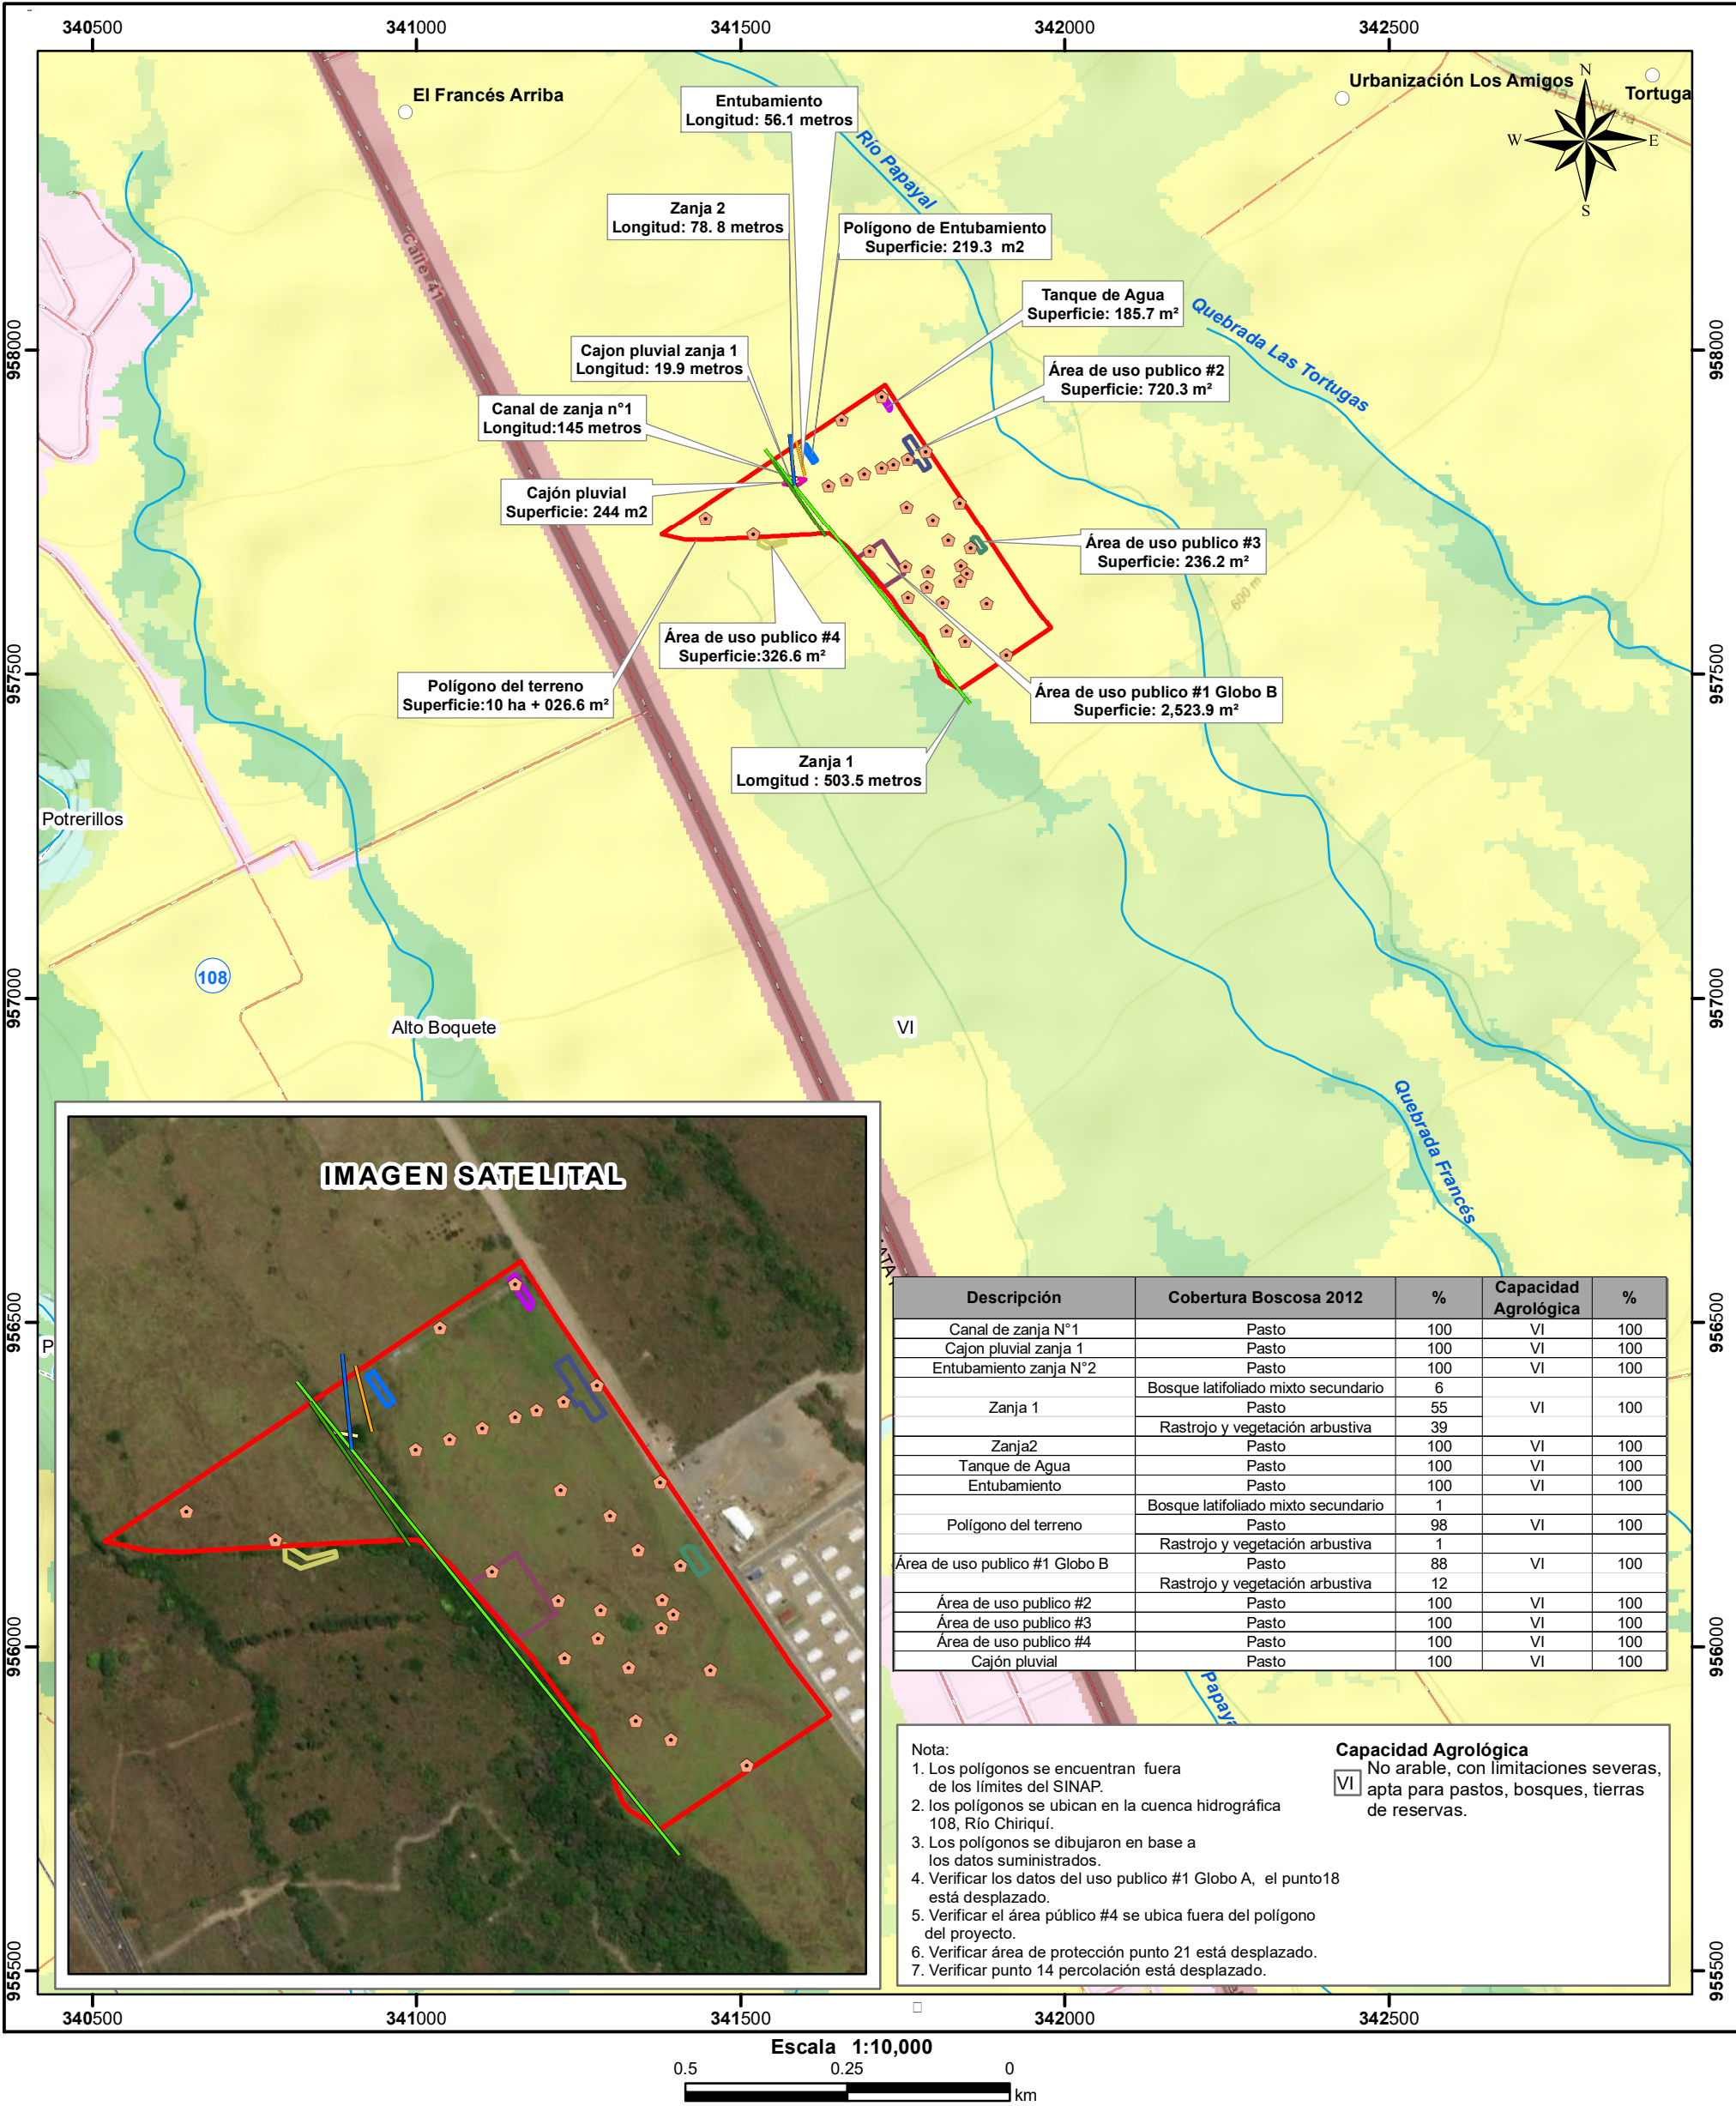 340500 341000 341500 342000 342500
El Francés Arriba
Urbanización Los Amigos
Tortuga
N
W E
S
Entubamiento
Longitud: 56.1 metros
Río Papayal
Zanja 2
Longitud: 78. 8 metros
Polígono de Entubamiento
Superficie: 219.3 m2
Calle 41
Tanque de Agua
Superficie: 185.7 m²
Quebrada Las Tortugas
Cajon pluvial zanja 1
Longitud: 19.9 metros
Área de uso publico #2
Superficie: 720.3 m²
958000
958000
Canal de zanja n°1
Longitud:145 metros
Cajón pluvial
Superficie: 244 m2
Área de uso publico #3
Superficie: 236.2 m²
600 m
Área de uso publico #4
Superficie:326.6 m²
Polígono del terreno
Superficie:10 ha + 026.6 m²
Área de uso publico #1 Globo B
Superficie: 2,523.9 m²
957500
957500
Zanja 1
Lomgitud : 503.5 metros
Potrerillos
108
957000
957000
Alto Boquete
VI
Quebrada Francés
IMAGEN SATELITAL
956500
956500
P
Descripción Cobertura Boscosa 2012 % Capacidad Agrológica %
Canal de zanja N°1 Pasto 100 VI 100
Cajon pluvial zanja 1 Pasto 100 VI 100
Entubamiento zanja N°2 Pasto 100 VI 100
Bosque latifoliado mixto secundario 6
Zanja 1 Pasto 55 VI 100
Rastrojo y vegetación arbustiva 39
Zanja2 Pasto 100 VI 100
Tanque de Agua Pasto 100 VI 100
Entubamiento Pasto 100 VI 100
Bosque latifoliado mixto secundario 1
Polígono del terreno Pasto 98 VI 100
Rastrojo y vegetación arbustiva 1
Área de uso publico #1 Globo B Pasto 88 VI 100
Rastrojo y vegetación arbustiva 12
Área de uso publico #2 Pasto 100 VI 100
Área de uso publico #3 Pasto 100 VI 100
Área de uso publico #4 Pasto 100 VI 100
Cajón pluvial Pasto 100 VI 100
956000
956000
Papaya
Nota:
1. Los polígonos se encuentran fuera
de los límites del SINAP.
2. los polígonos se ubican en la cuenca hidrográfica
108, Río Chiriquí.
3. Los polígonos se dibujaron en base a
los datos suministrados.
4. Verificar los datos del uso publico #1 Globo A, el punto18
está desplazado.
5. Verificar el área público #4 se ubica fuera del polígono
del proyecto.
6. Verificar área de protección punto 21 está desplazado.
7. Verificar punto 14 percolación está desplazado.
Capacidad Agrológica
VI No arable, con limitaciones severas,
apta para pastos, bosques, tierras
de reservas.
955500
955500
340500 341000 341500 342000 342500
Escala 1:10,000
0.5 0.25 0
km